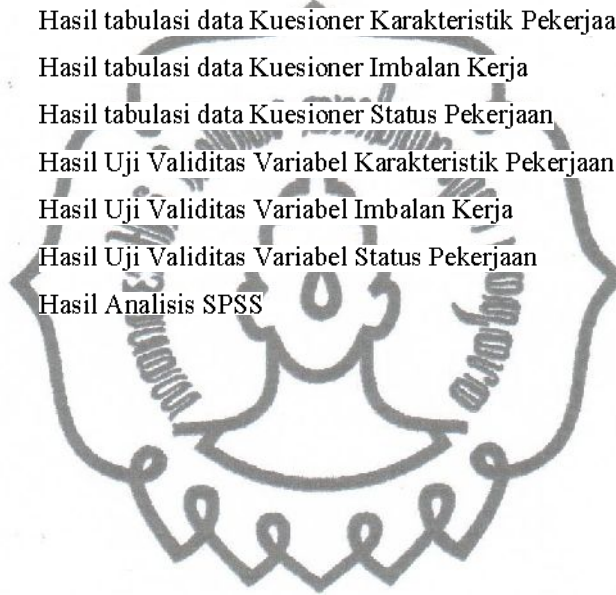 Hasil tabulasi data Kuesioner Karakteristik Pekerjaa
Hasil tabulasi data Kuesioner Imbalan Kerja
Hasil tabulasi data Kuesioner Status Pekerjaan
Hasil Uji Validitas Variabel Karakteristik Pekerjaan
Hasil Uji Validitas Variabel Imbalan Kerja
Hasil Uji Validitas Variabel Status Pekerjaan
Hasil Analisis SPSS